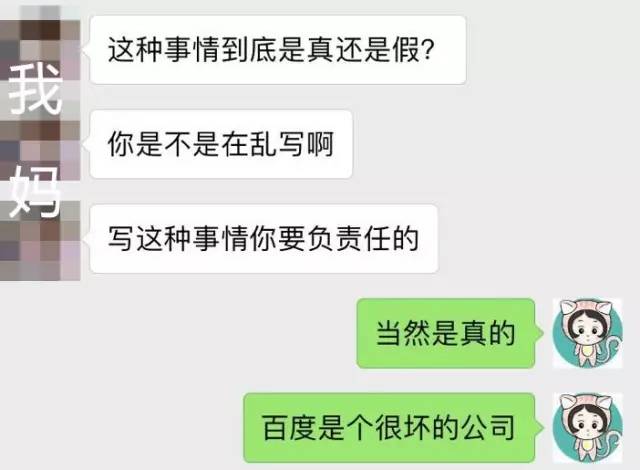 我妈
这种事情到底是真还是假?
你是不是在乱写啊
写这种事情你要负责任的
当然是真的
百度是个很坏的公司